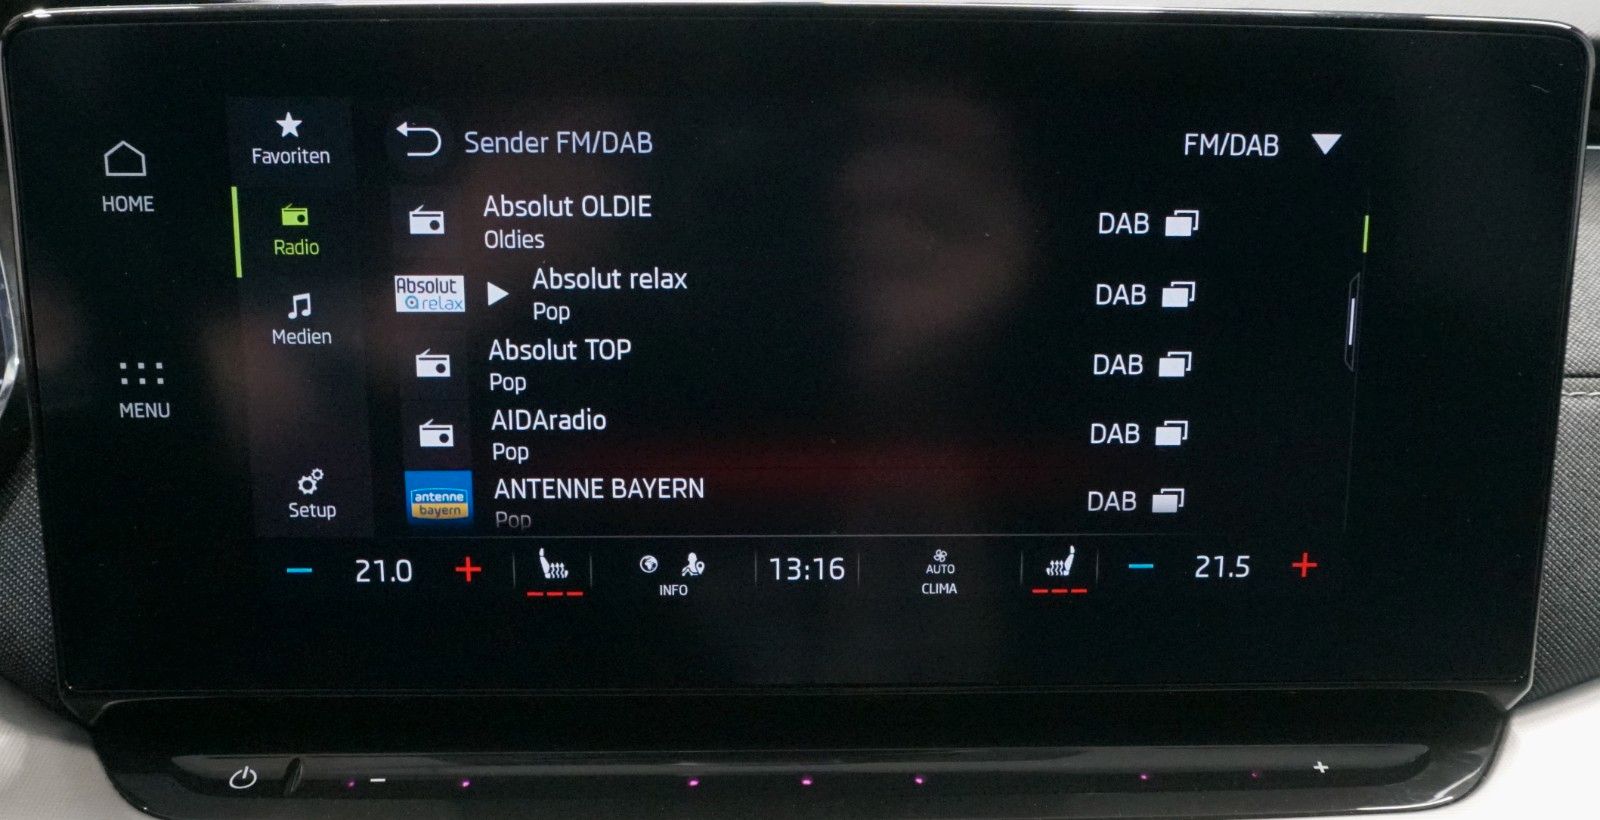 HOME
MENU
Favoriten
Radio
Medien
Setup
Sender FM/DAB
FM/DAB
Absolut OLDIE
Oldies
DAB
Absolut
relax
Absolut relax
Pop
DAB
Absolut TOP
Pop
DAB
AIDAradio
Pop
DAB
antenne
bayern
ANTENNE BAYERN
Pop
DAB
− 21.0 +
INFO
13:16
AUTO
CLIMA
− 21.5 +
− +